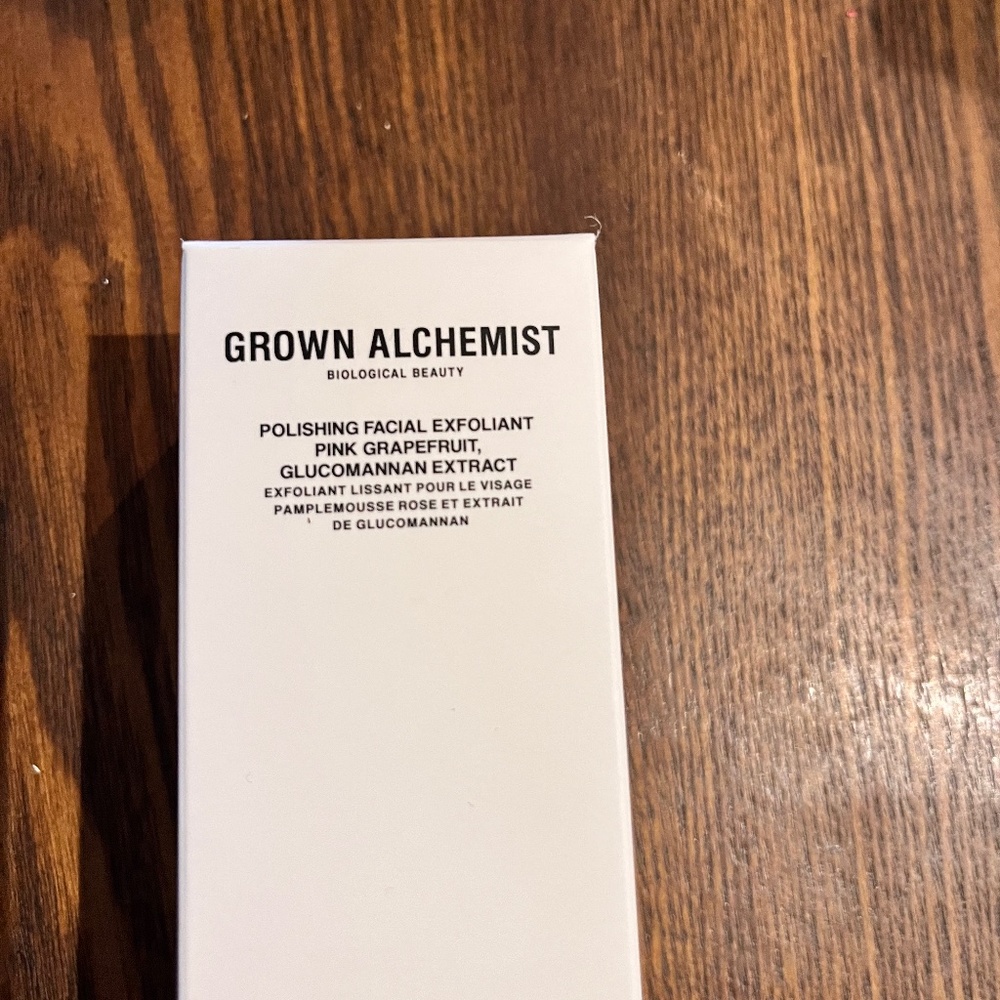 GROWN ALCHEMIST
BIOLOGICAL BEAUTY
POLISHING FACIAL EXFOLIANT
PINK GRAPEFRUIT,
GLUCOMANNAN EXTRACT
EXFOLIANT LISSANT POUR LE VISAGE
PAMPLEMOUSSE ROSE ET EXTRAIT
DE GLUCOMANNAN